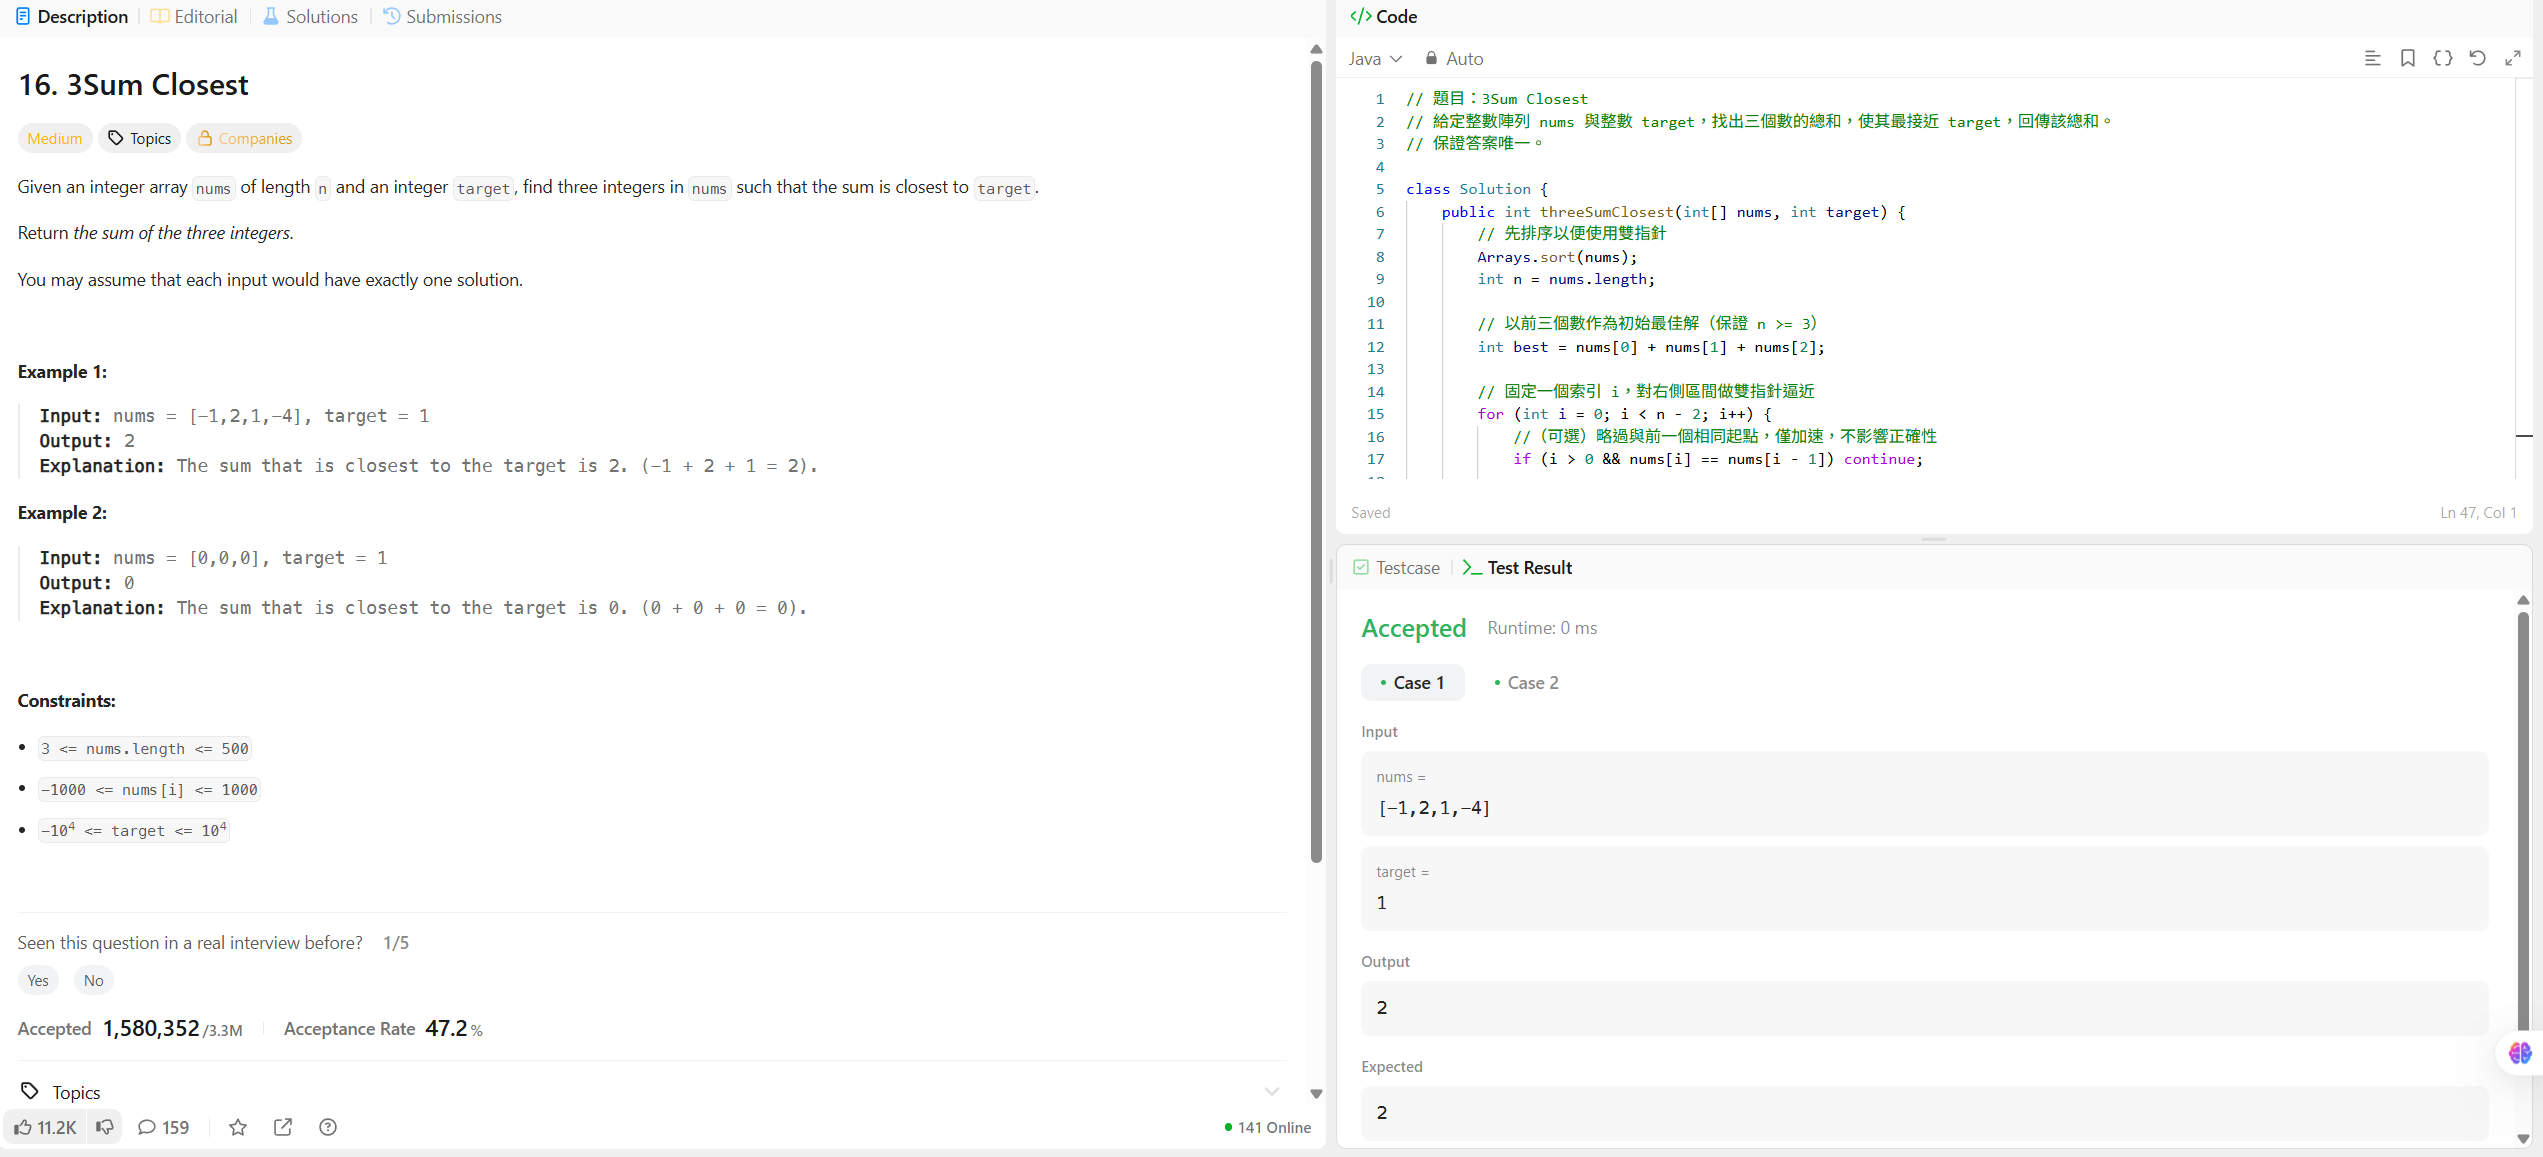 Description
Editorial
Solutions
Submissions
16. 3Sum Closest
Medium
Topics
Companies
Given an integer array nums of length n and an integer target, find three integers in nums such that the sum is closest to target.
Return the sum of the three integers.
You may assume that each input would have exactly one solution.
Example 1:
Input: nums = [-1,2,1,-4], target = 1
Output: 2
Explanation: The sum that is closest to the target is 2. (-1 + 2 + 1 = 2).
Example 2:
Input: nums = [0,0,0], target = 1
Output: 0
Explanation: The sum that is closest to the target is 0. (0 + 0 + 0 = 0).
Constraints:
3 <= nums.length <= 500
-1000 <= nums[i] <= 1000
-10⁴ <= target <= 10⁴
Seen this question in a real interview before? 1/5
Yes
No
Accepted 1,580,352/3.3M
Acceptance Rate 47.2%
Topics
11.2K
159
141 Online
Code
Java
Auto
1 // 題目：3Sum Closest
2 // 給定整數陣列 nums 與整數 target，找出三個數的總和，使其最接近 target，回傳該總和。
3 // 保證答案唯一。
4
5 class Solution {
6 public int threeSumClosest(int[] nums, int target) {
7 // 先排序以便使用雙指針
8 Arrays.sort(nums);
9 int n = nums.length;
10
11 // 以前三個數作為初始最佳解（保證 n >= 3）
12 int best = nums[0] + nums[1] + nums[2];
13
14 // 固定一個索引 i，對右側區間做雙指針逼近
15 for (int i = 0; i < n - 2; i++) {
16 //（可選）略過與前一個相同起點，僅加速，不影響正確性
17 if (i > 0 && nums[i] == nums[i - 1]) continue;
Saved
Ln 47, Col 1
Testcase
Test Result
Accepted
Runtime: 0 ms
Case 1
Case 2
Input
nums =
[-1,2,1,-4]
target =
1
Output
2
Expected
2